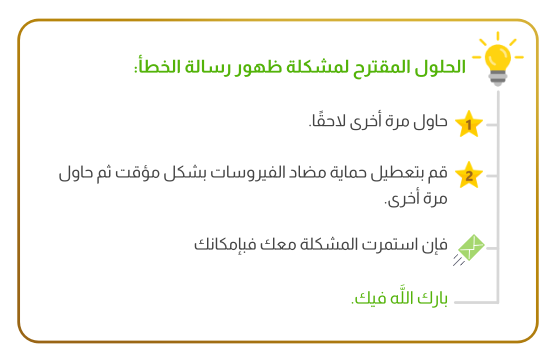 الحلول المقترح لمشكلة ظهور رسالة الخطأ:
1
حاول مرة أخرى لاحقًا.
2
قم بتعطيل حماية مضاد الفيروسات بشكل مؤقت ثم حاول
مرة أخرى.
فإن استمرت المشكلة معك فبإمكانك
بارك اللَّه فيك.